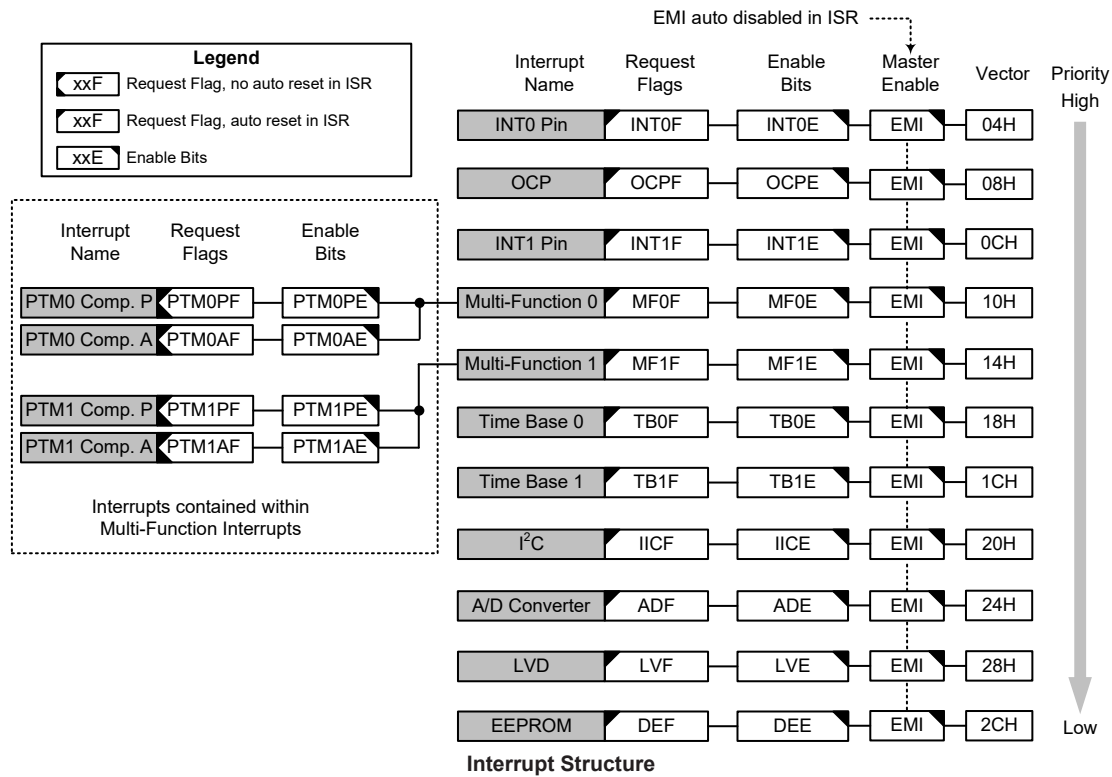 EMI auto disabled in ISR
Legend
xxF Request Flag, no auto reset in ISR
xxF Request Flag, auto reset in ISR
xxE Enable Bits
Interrupt Name
Request Flags
Enable Bits
Master Enable
Vector
Priority
High
INT0 Pin INT0F INT0E EMI 04H
OCP OCPF OCPE EMI 08H
INT1 Pin INT1F INT1E EMI 0CH
Multi-Function 0 MF0F MF0E EMI 10H
Multi-Function 1 MF1F MF1E EMI 14H
Time Base 0 TB0F TB0E EMI 18H
Time Base 1 TB1F TB1E EMI 1CH
I²C IICF IICE EMI 20H
A/D Converter ADF ADE EMI 24H
LVD LVF LVE EMI 28H
EEPROM DEF DEE EMI 2CH
Low
Interrupt Name
Request Flags
Enable Bits
PTM0 Comp. P PTM0PF PTM0PE
PTM0 Comp. A PTM0AF PTM0AE
PTM1 Comp. P PTM1PF PTM1PE
PTM1 Comp. A PTM1AF PTM1AE
Interrupts contained within
Multi-Function Interrupts
Interrupt Structure